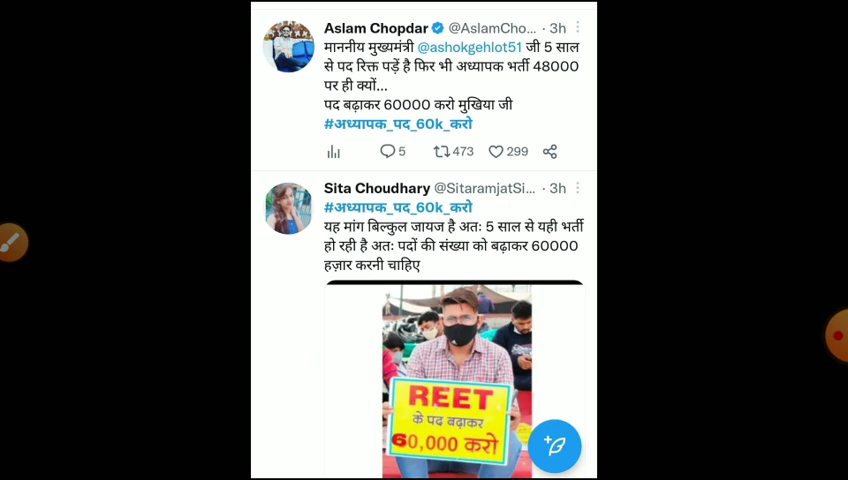 Aslam Chopdar @AslamCho... · 3h
माननीय मुख्यमंत्री @ashokgehlot51 जी 5 साल
से पद रिक्त पड़ें है फिर भी अध्यापक भर्ती 48000
पर ही क्यों...
पद बढ़ाकर 60000 करो मुखिया जी
#अध्यापक_पद_60k_करो
5 473 299
Sita Choudhary @SitaramjatSi... · 3h
#अध्यापक_पद_60k_करो
यह मांग बिल्कुल जायज है अतः 5 साल से यही भर्ती
हो रही है अतः पदों की संख्या को बढ़ाकर 60000
हज़ार करनी चाहिए
REET
के पद बढ़ाकर
60,000 करो